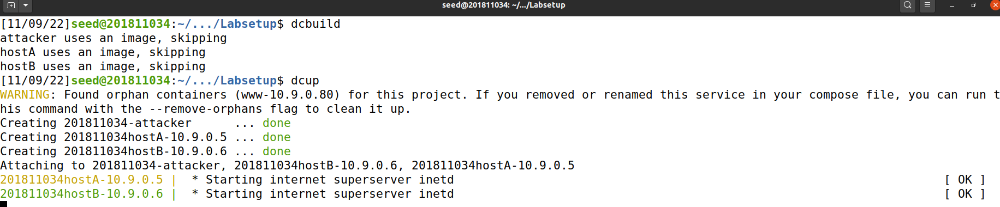 seed@201811034: ~/.../Labsetup
[11/09/22]seed@201811034:~/.../Labsetup$ dcbuild
attacker uses an image, skipping
hostA uses an image, skipping
hostB uses an image, skipping
[11/09/22]seed@201811034:~/.../Labsetup$ dcup
WARNING: Found orphan containers (www-10.9.0.80) for this project. If you removed or renamed this service in your compose file, you can run t
his command with the --remove-orphans flag to clean it up.
Creating 201811034-attacker      ... done
Creating 201811034hostA-10.9.0.5 ... done
Creating 201811034hostB-10.9.0.6 ... done
Attaching to 201811034-attacker, 201811034hostB-10.9.0.6, 201811034hostA-10.9.0.5
201811034hostA-10.9.0.5 |  * Starting internet superserver inetd [ OK ]
201811034hostB-10.9.0.6 |  * Starting internet superserver inetd [ OK ]